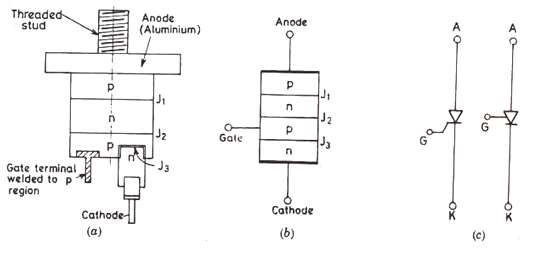 Threaded
stud
Anode
(Aluminium)
p
J1
n
J2
p
n
J3
Gate terminal
welded to p
region
Cathode
(a)
Anode
p
J1
n
J2
p
Gate
J3
n
Cathode
(b)
A
A
G
G
K
K
(c)